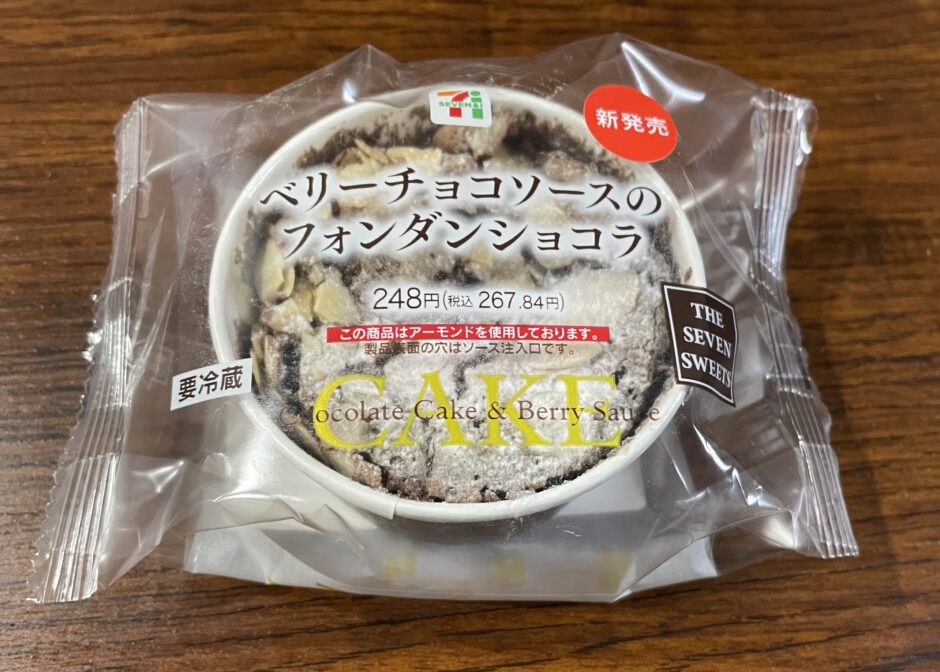 SEVEN&i
新発売
ベリーチョコソースの
フォンダンショコラ
248円(税込 267.84円)
この商品はアーモンドを使用しております。
製品表面の穴はソース注入口です。
THE
SEVEN
SWEETS
要冷蔵
CAKE
Chocolate Cake & Berry Sauce